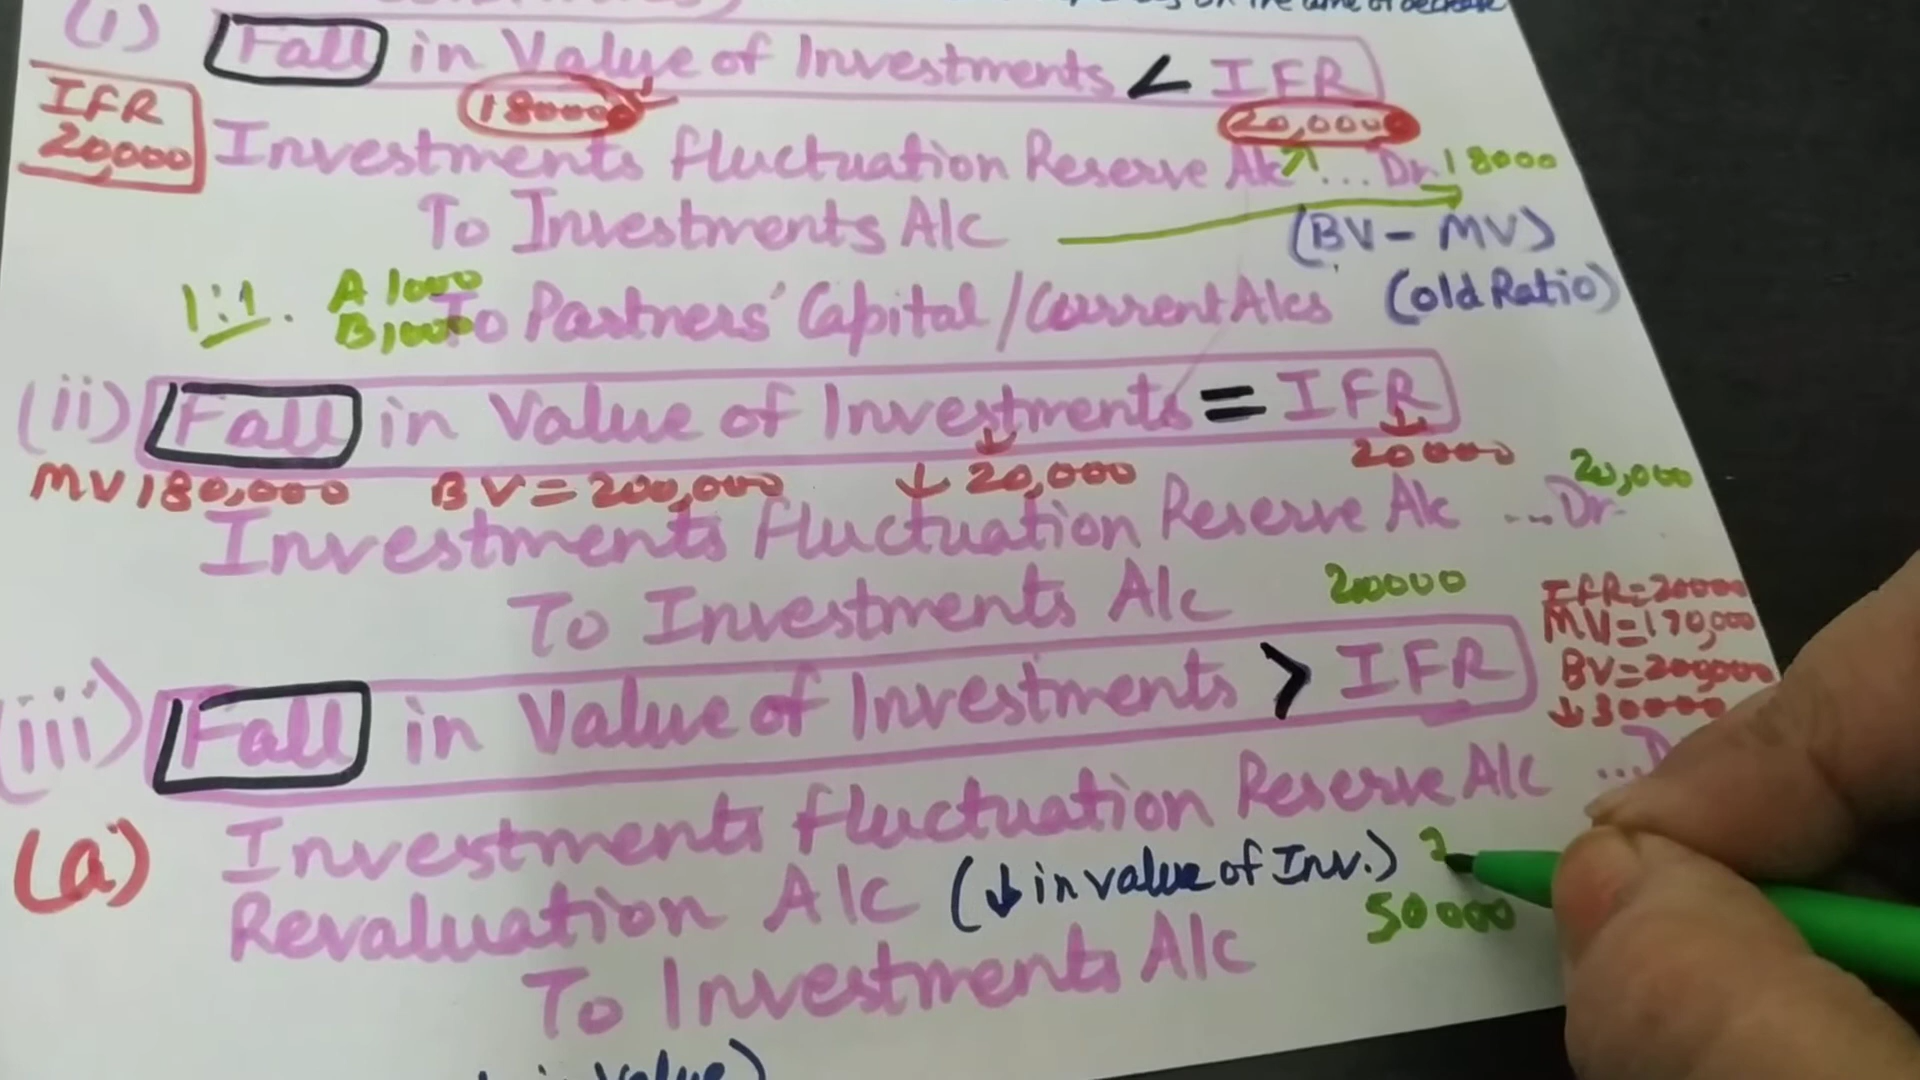 (i) Fall in Value of Investments < IFR
IFR
20000
18000
20,000
Investments Fluctuation Reserve A/c ... Dr. 18000
To Investments A/c
(BV - MV)
1:1. A 1000
B 1000
To Partners' Capital / Current A/cs (old Ratio)
(ii) Fall in Value of Investments = IFR
MV 180,000 BV = 200,000 ↓ 20,000 20000
20,000
Investments Fluctuation Reserve A/c ... Dr.
To Investments A/c 20000
IFR=20000
MV=170,000
BV=200,000
↓30000
(iii) Fall in Value of Investments > IFR
(a) Investments Fluctuation Reserve A/c ...D
Revaluation A/c (↓ in value of Inv.)
50000
To Investments A/c
in value)